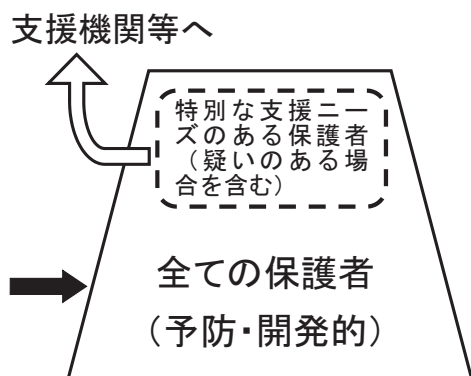 支援機関等へ
特別な支援ニー
ズのある保護者
（疑いのある場
合を含む）
全ての保護者
（予防・開発的）